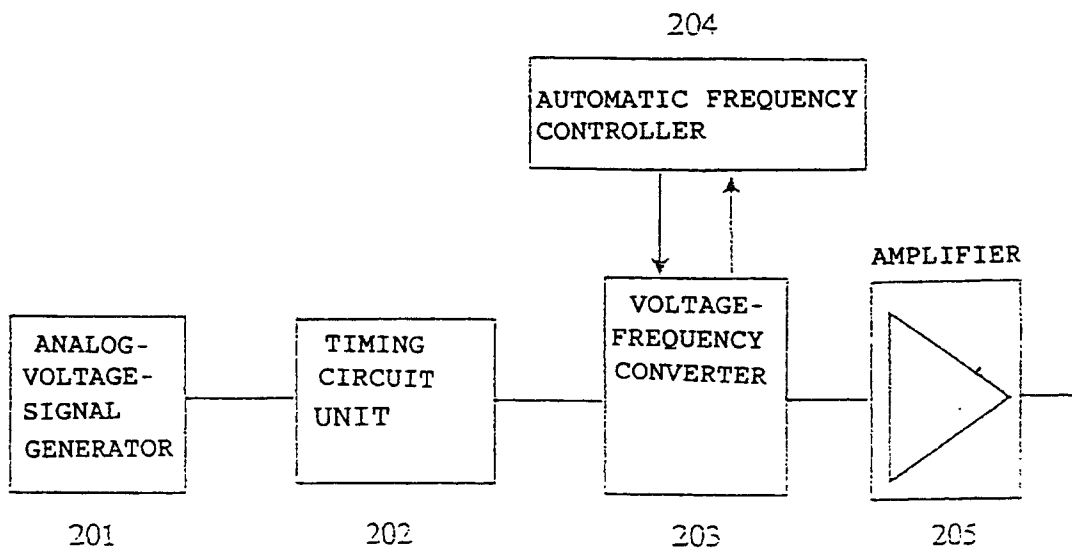 204
AUTOMATIC FREQUENCY
CONTROLLER
AMPLIFIER
ANALOG-
VOLTAGE-
SIGNAL
GENERATOR
TIMING
CIRCUIT
UNIT
VOLTAGE-
FREQUENCY
CONVERTER
201
202
203
205